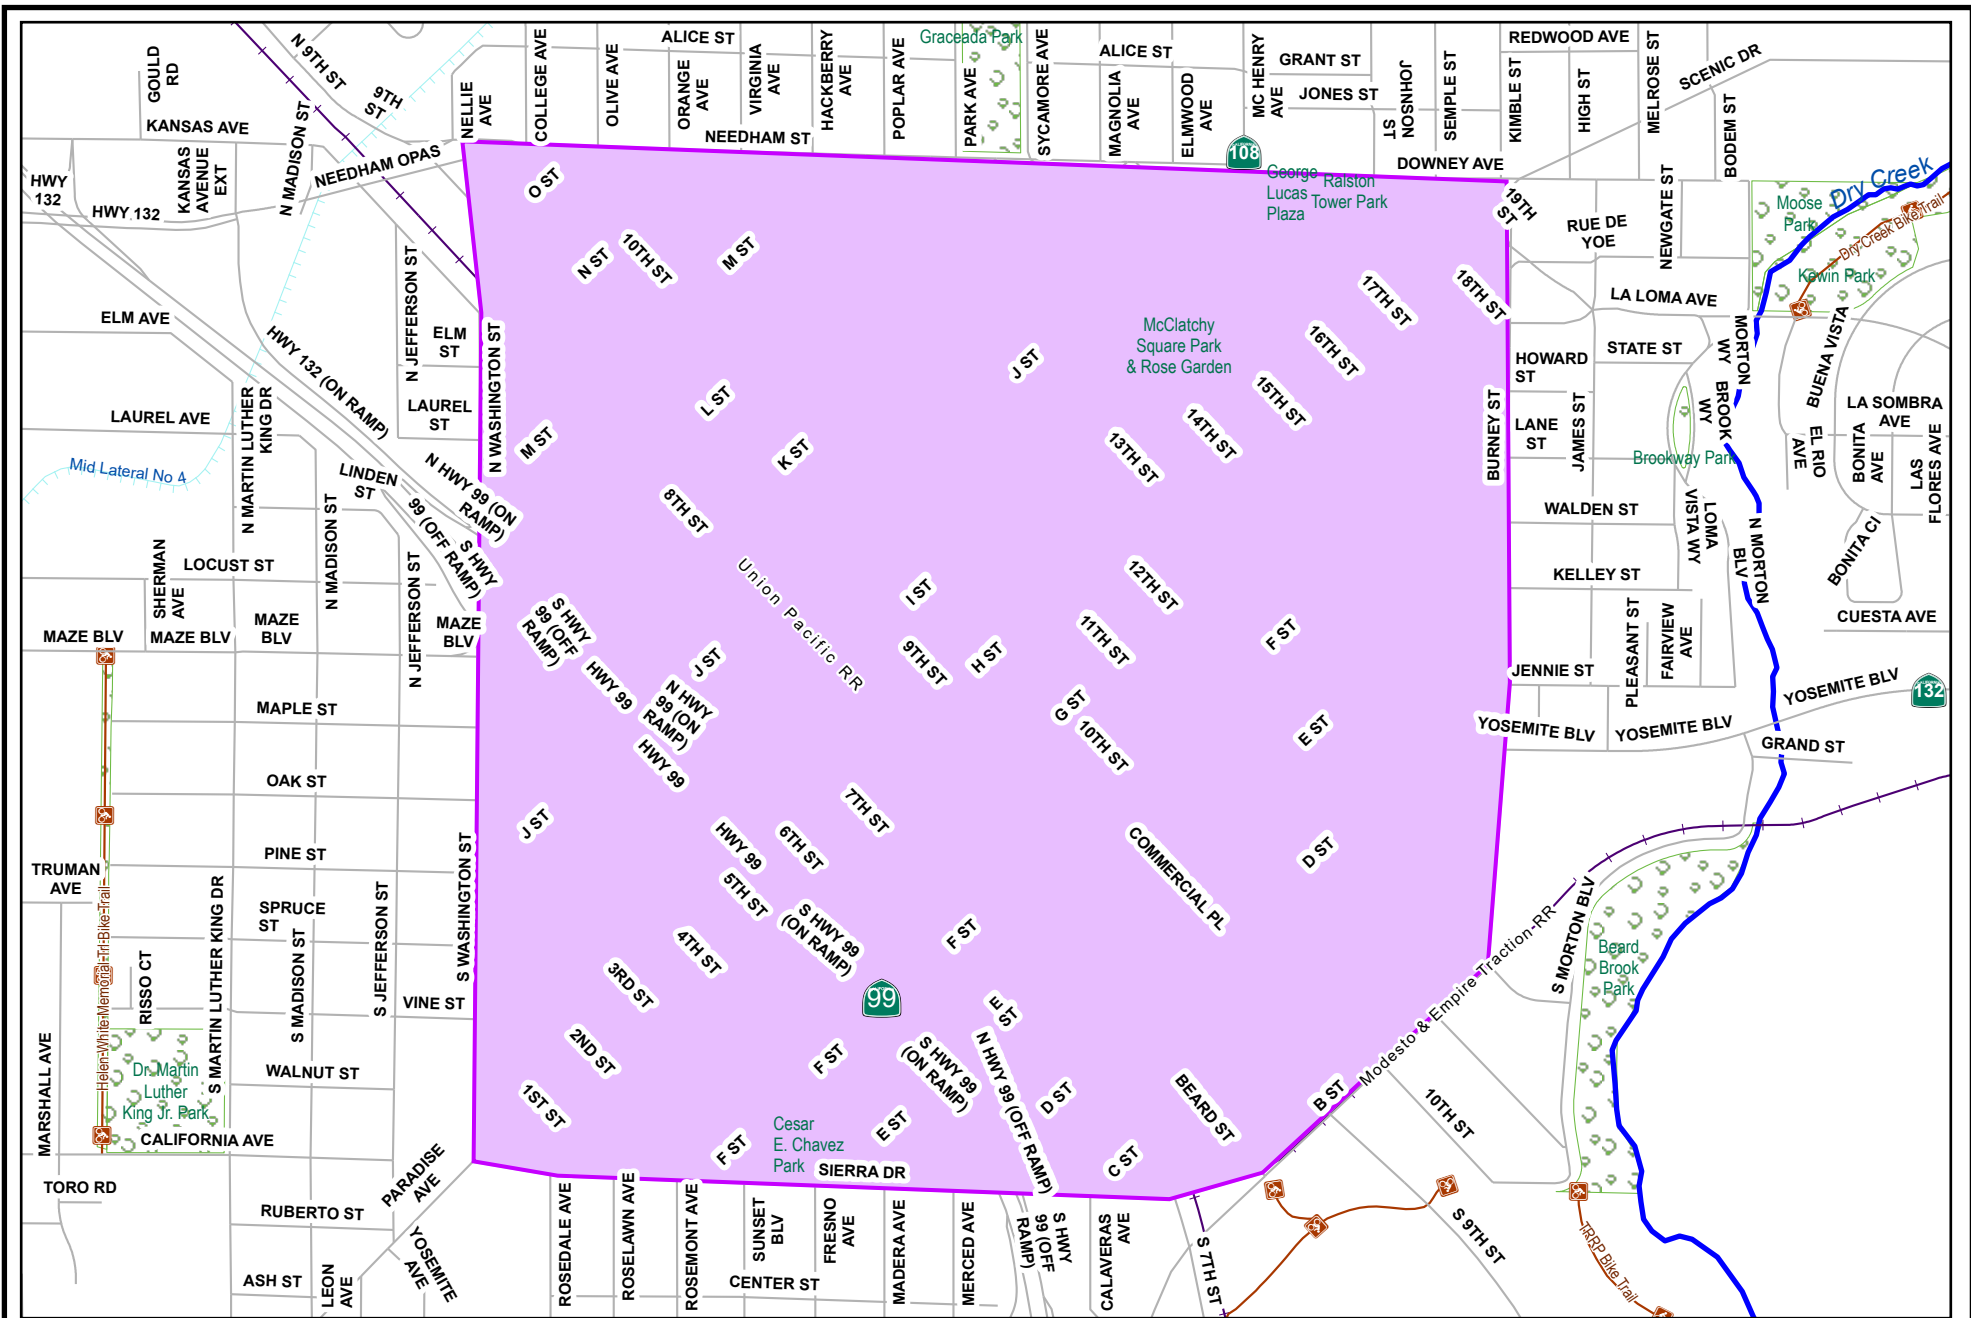 GOULD
RD
N 9TH ST
9TH
ST
NELLIE
AVE
COLLEGE AVE
OLIVE AVE
ALICE ST
ORANGE
AVE
VIRGINIA
AVE
HACKBERRY
AVE
POPLAR AVE
Graceada Park
PARK AVE
SYCAMORE AVE
ALICE ST
MAGNOLIA
AVE
ELMWOOD
AVE
MC HENRY
AVE
GRANT ST
JONES ST
JOHNSON
ST
SEMPLE ST
REDWOOD AVE
KIMBLE ST
HIGH ST
MELROSE ST
SCENIC DR
BODEM ST
KANSAS AVE
KANSAS
AVENUE
EXT
N MADISON ST
NEEDHAM OPAS
NEEDHAM ST
108
DOWNEY AVE
HWY
132
HWY 132
O ST
George
Lucas
Plaza
Ralston
Tower Park
19TH
ST
RUE DE
YOE
NEWGATE ST
Moose
Park
Dry Creek
Dry Creek Bike Trail
Kewin Park
N ST
10TH ST
M ST
N JEFFERSON ST
17TH ST
18TH ST
LA LOMA AVE
ELM AVE
HWY 132 (ON RAMP)
ELM
ST
N WASHINGTON ST
McClatchy
Square Park
& Rose Garden
J ST
16TH ST
HOWARD
ST
STATE ST
MORTON
WY
BUENA VISTA
LAUREL AVE
N MARTIN LUTHER
KING DR
LAUREL
ST
L ST
15TH ST
14TH ST
BURNEY ST
LANE
ST
JAMES ST
BROOK
WY
Brookway Park
LA SOMBRA
AVE
EL RIO
AVE
BONITA
AVE
LAS
FLORES AVE
Mid Lateral No 4
LINDEN
ST
N HWY 99 (ON
RAMP)
M ST
K ST
13TH ST
8TH ST
N MADISON ST
S HWY
99 (OFF RAMP)
WALDEN ST
LOMA
VISTA WY
N MORTON
BLV
BONITA CI
LOCUST ST
SHERMAN
AVE
N JEFFERSON ST
Union Pacific RR
I ST
12TH ST
KELLEY ST
CUESTA AVE
MAZE BLV
MAZE BLV
MAZE
BLV
MAZE
BLV
S HWY
99 (OFF
RAMP)
HWY 99
J ST
9TH ST
H ST
11TH ST
F ST
PLEASANT ST
FAIRVIEW
AVE
JENNIE ST
YOSEMITE BLV
132
MAPLE ST
N HWY
99 (ON
RAMP)
HWY 99
G ST
10TH ST
E ST
YOSEMITE BLV
YOSEMITE BLV
GRAND ST
OAK ST
J ST
HWY 99
6TH ST
7TH ST
COMMERCIAL PL
D ST
PINE ST
S WASHINGTON ST
TRUMAN
AVE
Helen White Memorial Tri Bike Trail
S MARTIN LUTHER KING DR
SPRUCE
ST
S MADISON ST
S JEFFERSON ST
5TH ST
S HWY 99
(ON RAMP)
4TH ST
3RD ST
F ST
99
Modesto & Empire Traction RR
S MORTON BLV
Beard
Brook
Park
RISSO CT
VINE ST
MARSHALL AVE
Dr. Martin
Luther
King Jr. Park
WALNUT ST
2ND ST
1ST ST
E ST
F ST
S HWY 99
(ON RAMP)
N HWY 99 (OFF RAMP)
D ST
BEARD ST
B ST
10TH ST
CALIFORNIA AVE
Cesar
E. Chavez
Park
E ST
F ST
C ST
SIERRA DR
TORO RD
PARADISE
AVE
RUBERTO ST
YOSEMITE
AVE
ROSEDALE AVE
ROSELAWN AVE
ROSEMONT AVE
SUNSET
BLV
FRESNO
AVE
MADERA AVE
MERCED AVE
S HWY
99 (OFF
RAMP)
CALAVERAS
AVE
S 7TH ST
S 9TH ST
TRRP Bike Trail
ASH ST
LEON
AVE
CENTER ST